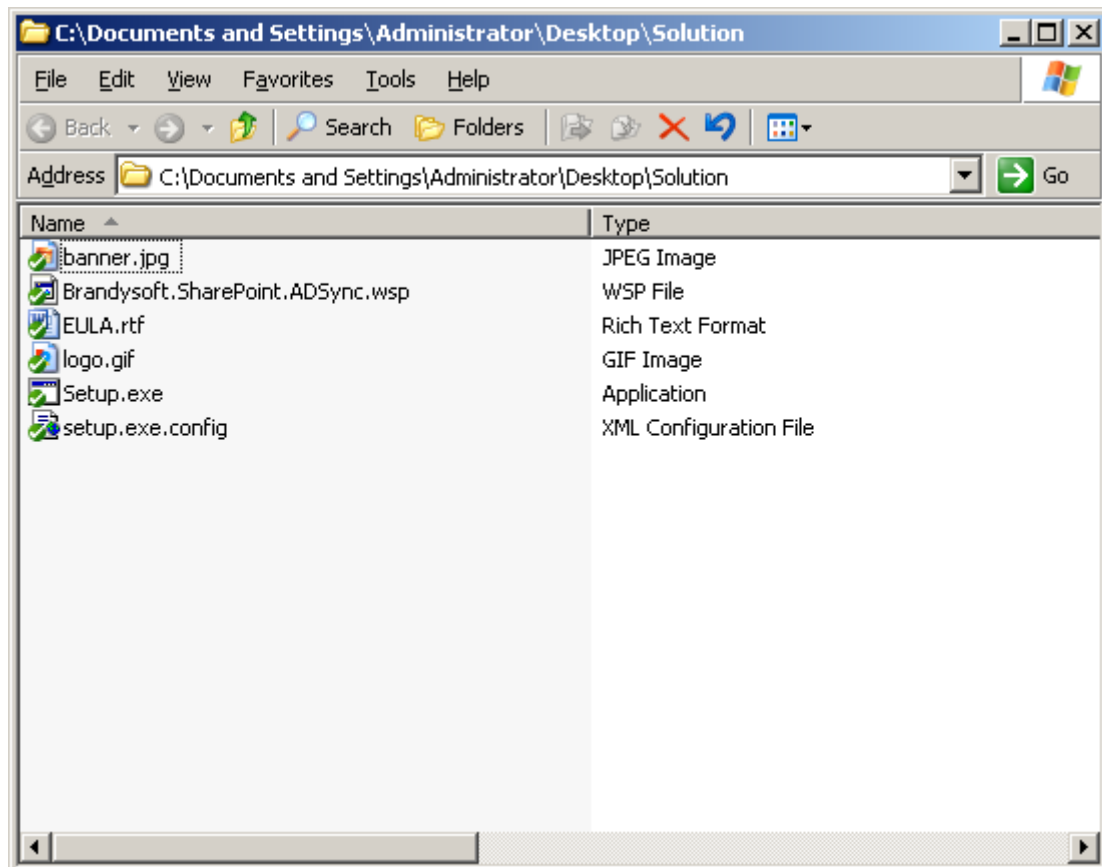 C:\Documents and Settings\Administrator\Desktop\Solution
File Edit View Favorites Tools Help
Back Search Folders
Address C:\Documents and Settings\Administrator\Desktop\Solution Go
Name Type
banner.jpg JPEG Image
Brandysoft.SharePoint.ADSync.wsp WSP File
EULA.rtf Rich Text Format
logo.gif GIF Image
Setup.exe Application
setup.exe.config XML Configuration File